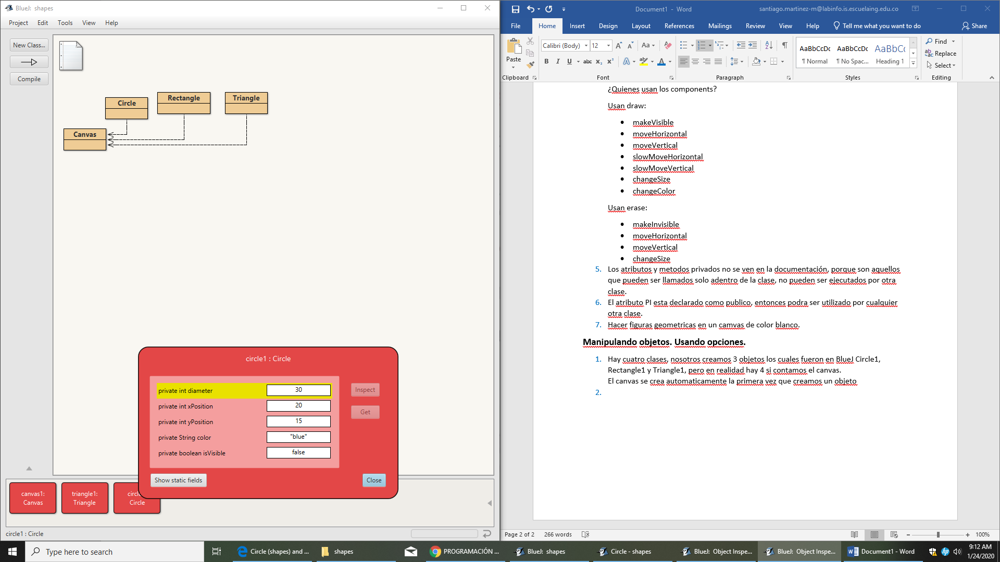 BlueJ: shapes
Project Edit Tools View Help
New Class...
Compile
Circle
Rectangle
Triangle
Canvas
circle1 : Circle
private int diameter 30
private int xPosition 20
private int yPosition 15
private String color "blue"
private boolean isVisible false
Inspect
Get
Show static fields
Close
canvas1:
Canvas
triangle1:
Triangle
Circle
circle1 : Circle
Document1 - Word
santiago.martinez-m@labinfo.is.escuelaing.edu.co
File Home Insert Design Layout References Mailings Review View Help Tell me what you want to do Share
Paste
Clipboard
Calibri (Body) 12
Aa
B I U abc x₂ x²
A
Font
Paragraph
AaBbCcDc AaBbCcDc AaBbC
¶ Normal ¶ No Spac... Heading 1
Styles
Find
Replace
Select
Editing
¿Quienes usan los components?
Usan draw:
• makeVisible
• moveHorizontal
• moveVertical
• slowMoveHorizontal
• slowMoveVertical
• changeSize
• changeColor
Usan erase:
• makeInvisible
• moveHorizontal
• moveVertical
• changeSize
5. Los atributos y metodos privados no se ven en la documentación, porque son aquellos
que pueden ser llamados solo adentro de la clase, no pueden ser ejecutados por otra
clase.
6. El atributo PI esta declarado como publico, entonces podra ser utilizado por cualquier
otra clase.
7. Hacer figuras geometricas en un camvas de color blanco.
Manipulando objetos. Usando opciones.
1. Hay cuatro clases, nosotros creamos 3 objetos los cuales fueron en BlueJ Circle1,
Rectangle1 y Triangle1, pero en realidad hay 4 si contamos el canvas.
El canvas se crea automaticamente la primera vez que creamos un objeto
2.
Page 2 of 2 266 words
100%
Type here to search
Circle (shapes) and ...
shapes
PROGRAMACIÓN ...
BlueJ: shapes
Circle - shapes
BlueJ: Object Inspe...
BlueJ: Object Inspe...
Document1 - Word
9:12 AM
1/24/2020